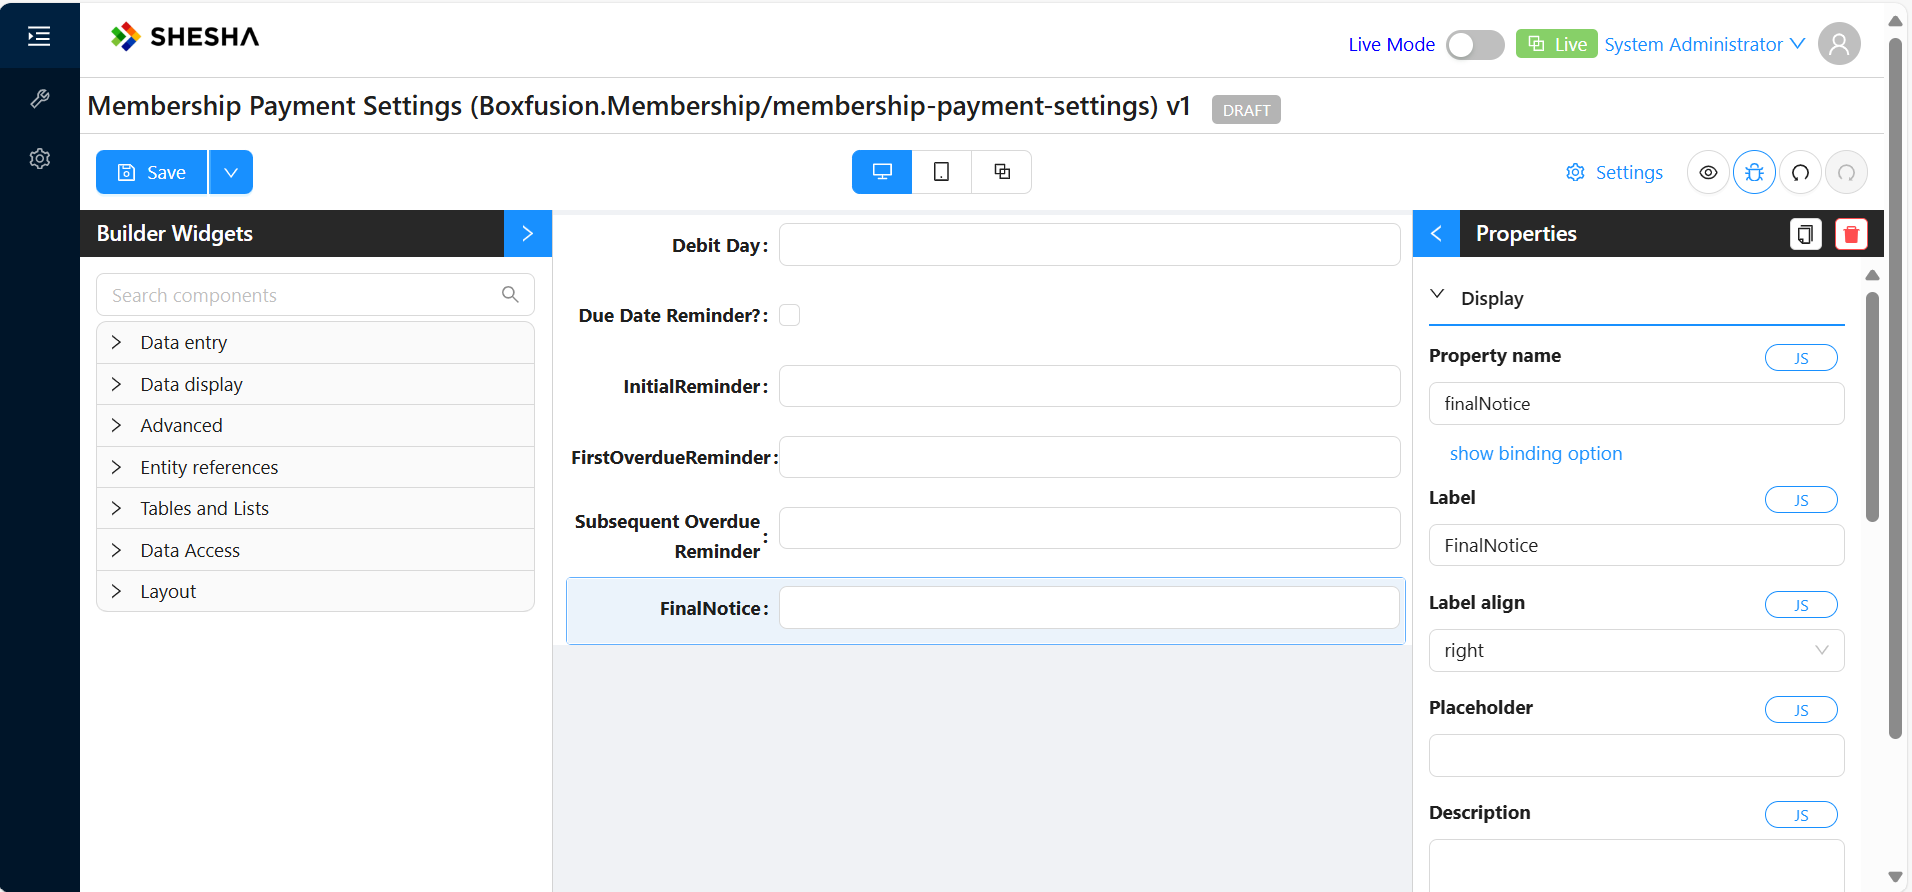 SHESHA
Live Mode
Live
System Administrator
Membership Payment Settings (Boxfusion.Membership/membership-payment-settings) v1
DRAFT
Save
Settings
Builder Widgets
Search components
Data entry
Data display
Advanced
Entity references
Tables and Lists
Data Access
Layout
Debit Day:
Due Date Reminder?:
InitialReminder:
FirstOverdueReminder:
Subsequent Overdue
Reminder:
FinalNotice:
Properties
Display
Property name
JS
finalNotice
show binding option
Label
JS
FinalNotice
Label align
JS
right
Placeholder
JS
Description
JS